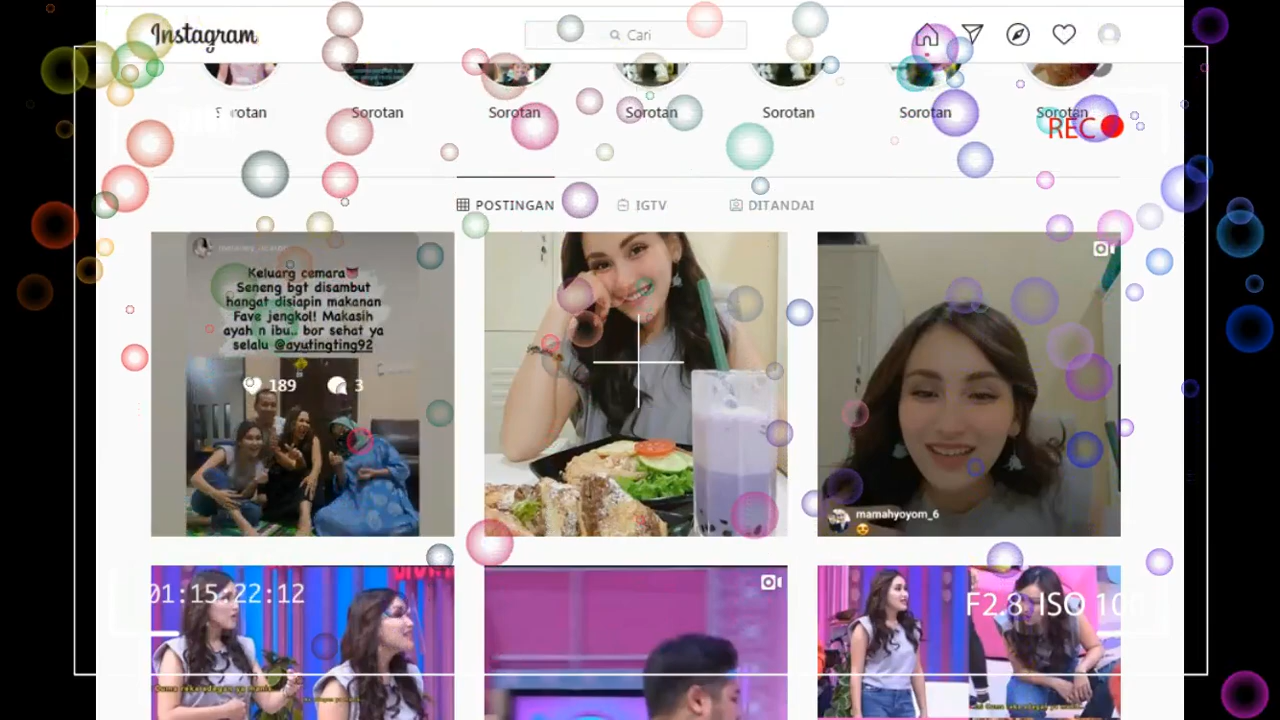 Instagram
Cari
Sorotan
Sorotan
Sorotan
Sorotan
Sorotan
Sorotan
Sorotan
REC
POSTINGAN
IGTV
DITANDAI
Keluarg cemara
Seneng bgt disambut
hangat disiapin makanan
Fave jengkol! Makasih
ayah n ibu.. bor sehat ya
selalu @ayutingting92
189
3
mamahyoyom_6
01:15:22:12
F2.8 ISO